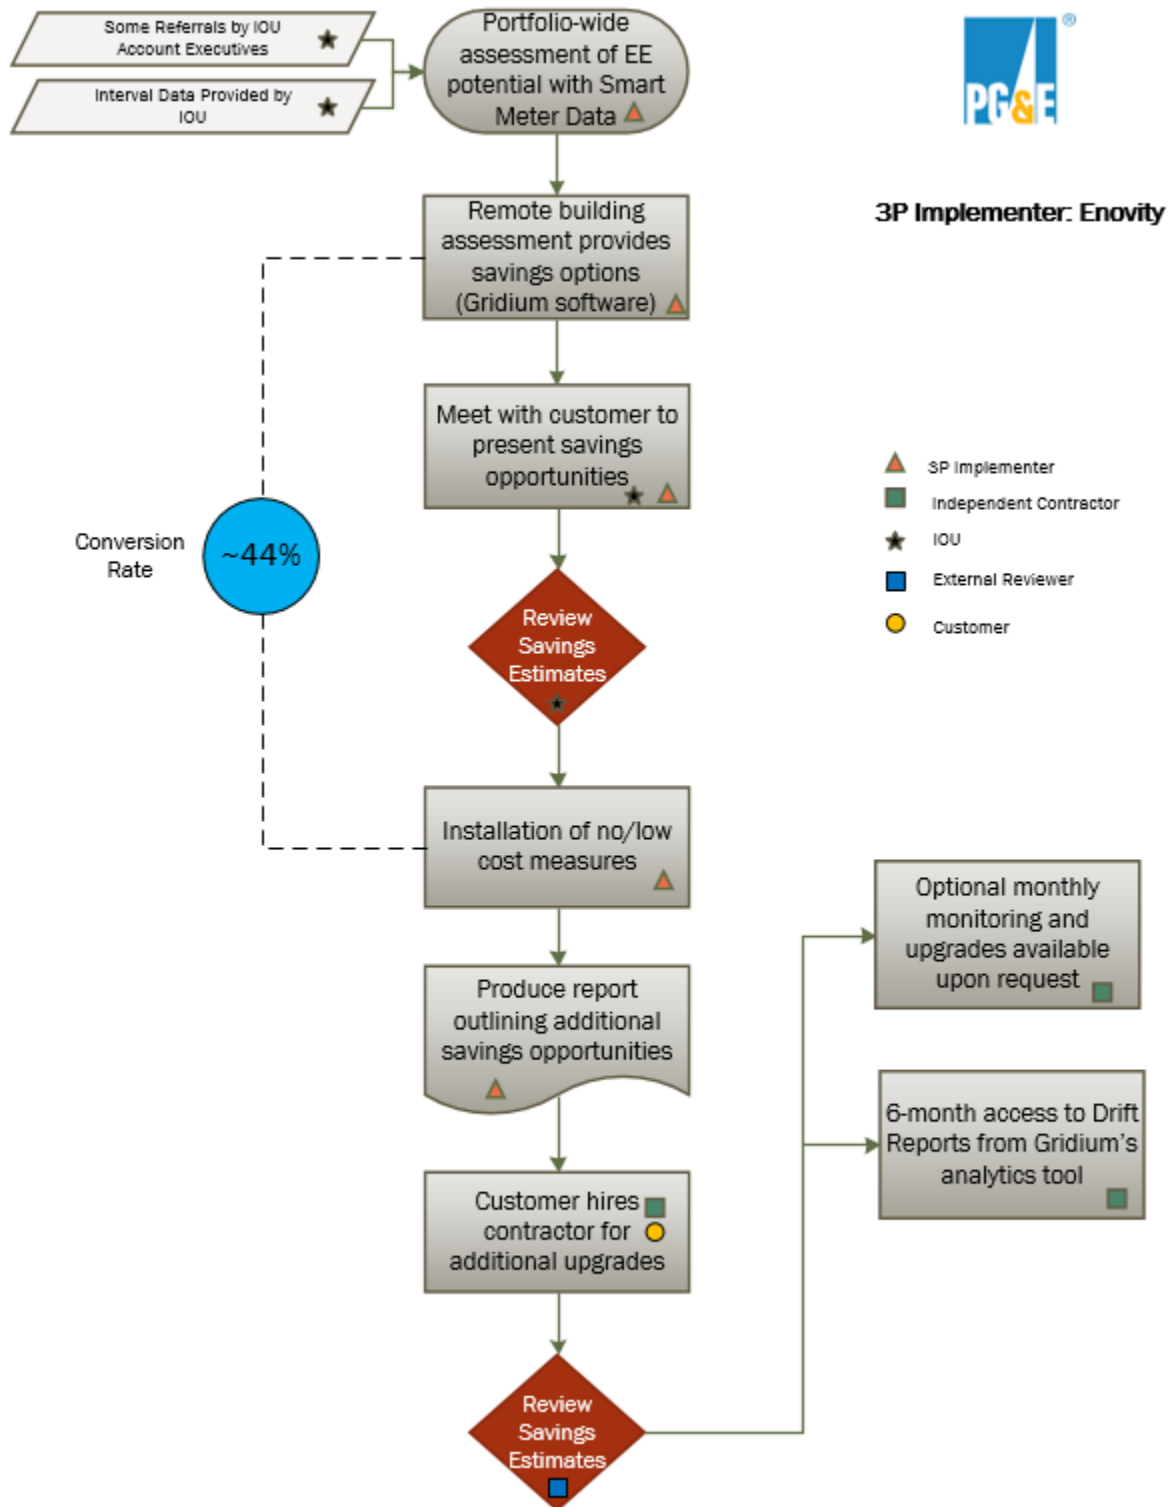 Some Referrals by IOU
Account Executives
Interval Data Provided by
IOU
Portfolio-wide
assessment of EE
potential with Smart
Meter Data
PG&E
®
3P Implementer: Enovity
Remote building
assessment provides
savings options
(Gridium software)
Meet with customer to
present savings
opportunities
3P Implementer
Independent Contractor
IOU
External Reviewer
Customer
Conversion
Rate
~44%
Review
Savings
Estimates
Installation of no/low
cost measures
Produce report
outlining additional
savings opportunities
Customer hires
contractor for
additional upgrades
Review
Savings
Estimates
Optional monthly
monitoring and
upgrades available
upon request
6-month access to Drift
Reports from Gridium's
analytics tool